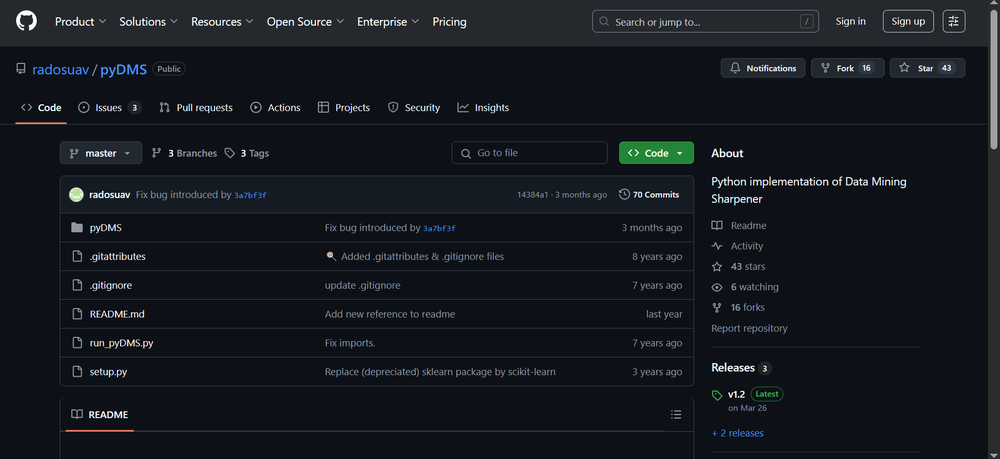 Product Solutions Resources Open Source Enterprise Pricing Search or jump to... / Sign in Sign up
radosuav / pyDMS Public Notifications Fork 16 Star 43
Code Issues 3 Pull requests Actions Projects Security Insights
master 3 Branches 3 Tags Go to file Code
radosuav Fix bug introduced by 3a7bf3f 14384a1 · 3 months ago 70 Commits
pyDMS Fix bug introduced by 3a7bf3f 3 months ago
.gitattributes Added .gitattributes & .gitignore files 8 years ago
.gitignore update .gitignore 7 years ago
README.md Add new reference to readme last year
run_pyDMS.py Fix imports. 7 years ago
setup.py Replace (depreciated) sklearn package by scikit-learn 3 years ago
README
About
Python implementation of Data Mining
Sharpener
Readme
Activity
43 stars
6 watching
16 forks
Report repository
Releases 3
v1.2 Latest
on Mar 26
+ 2 releases